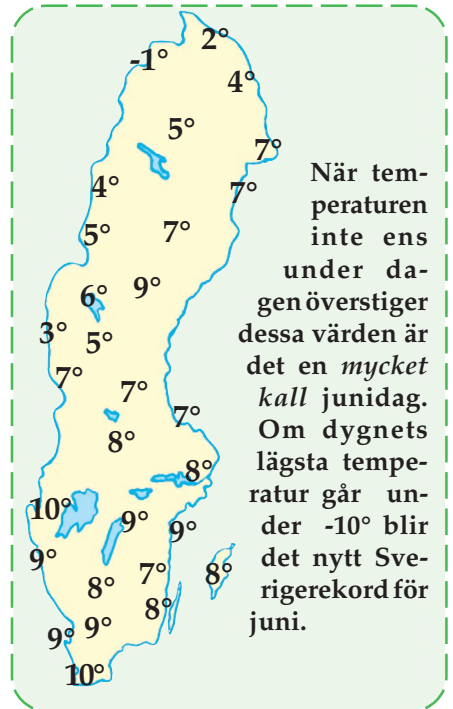 -1° 2°
4°
5°
7°
4° 7°
5° 7°
6° 9°
3° 5°
7° 7°
7°
8°
8°
10° 9° 9°
9° 7° 8°
8° 8°
9° 9°
10°
När tem-
peraturen
inte ens
under da-
gen överstiger
dessa värden är
det en mycket
kall junidag.
Om dygnets
lägsta tempe-
ratur går un-
der -10° blir
det nytt Sve-
rigerekord för
juni.